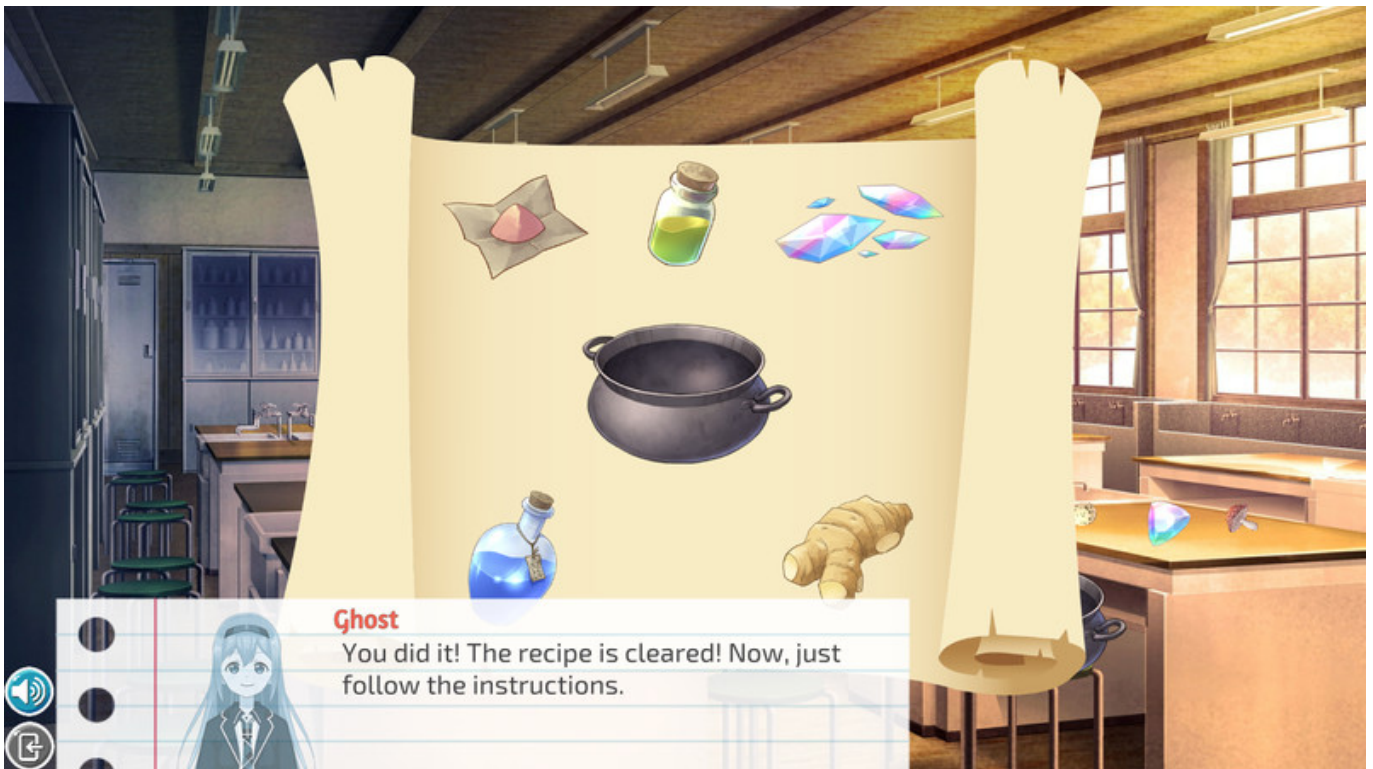 Ghost
You did it! The recipe is cleared! Now, just
follow the instructions.